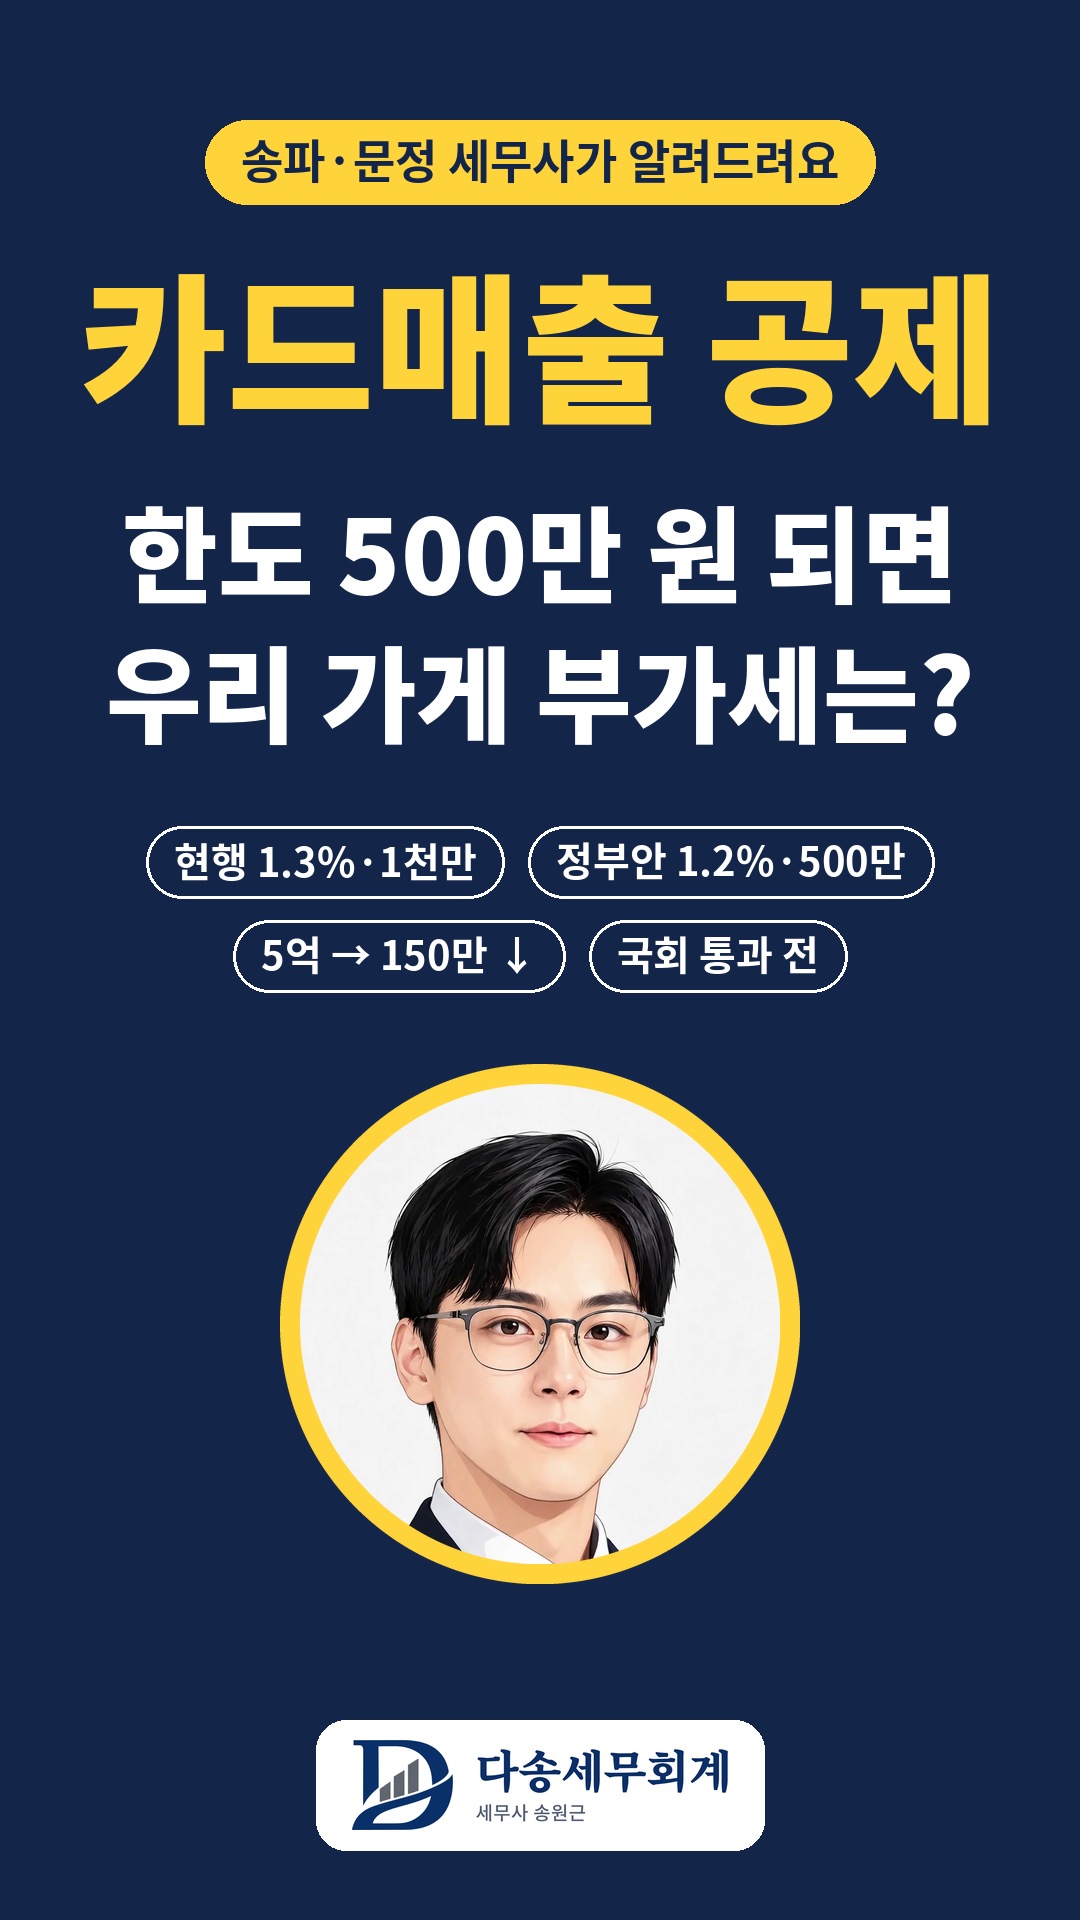 송파·문정 세무사가 알려드려요
카드매출 공제
한도 500만 원 되면
우리 가게 부가세는?
현행 1.3%·1천만
정부안 1.2%·500만
5억 → 150만 ↓
국회 통과 전
다송세무회계
세무사 송원근